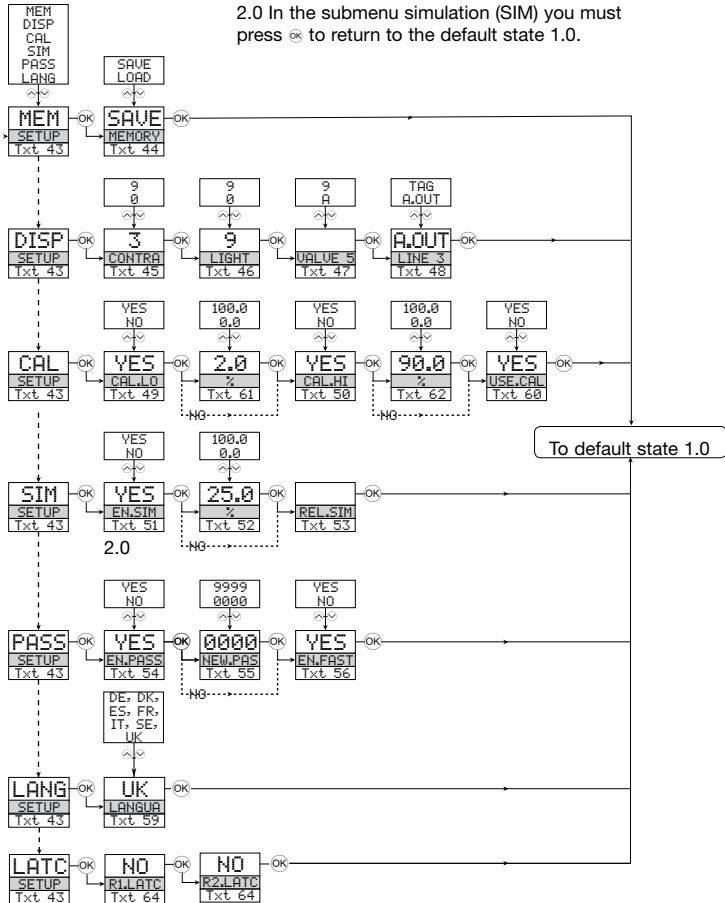 2.0 In the submenu simulation (SIM) you must
press OK to return to the default state 1.0.
MEM
DISP
CAL
SIM
PASS
LANG
SAVE
LOAD
MEM OK SAVE OK
SETUP MEMORY
Txt 43 Txt 44
9 9 9 TAG
0 0 A A.OUT
DISP OK 3 OK 9 OK OK A.OUT OK
SETUP CONTRA LIGHT VALVE 5 LINE 3
Txt 43 Txt 45 Txt 46 Txt 47 Txt 48
YES 100.0 YES 100.0 YES
NO 0.0 NO 0.0 NO
CAL OK YES OK 2.0 OK YES OK 90.0 OK YES OK
SETUP CAL.LO % CAL.HI % USE.CAL
Txt 43 Txt 49 Txt 61 Txt 50 Txt 62 Txt 60
NO NO
To default state 1.0
YES 100.0
NO 0.0
SIM OK YES OK 25.0 OK OK
SETUP EN.SIM % REL.SIM
Txt 43 Txt 51 Txt 52 Txt 53
2.0 NO
YES 9999 YES
NO 0000 NO
PASS OK YES OK 0000 OK YES OK
SETUP EN.PASS NEW.PAS EN.FAST
Txt 43 Txt 54 Txt 55 Txt 56
NO
DE, DK,
ES, FR,
IT, SE,
UK
LANG OK UK OK
SETUP LANGUA
Txt 43 Txt 59
LATC OK NO OK NO OK
SETUP R1.LATC R2.LATC
Txt 43 Txt 64 Txt 64